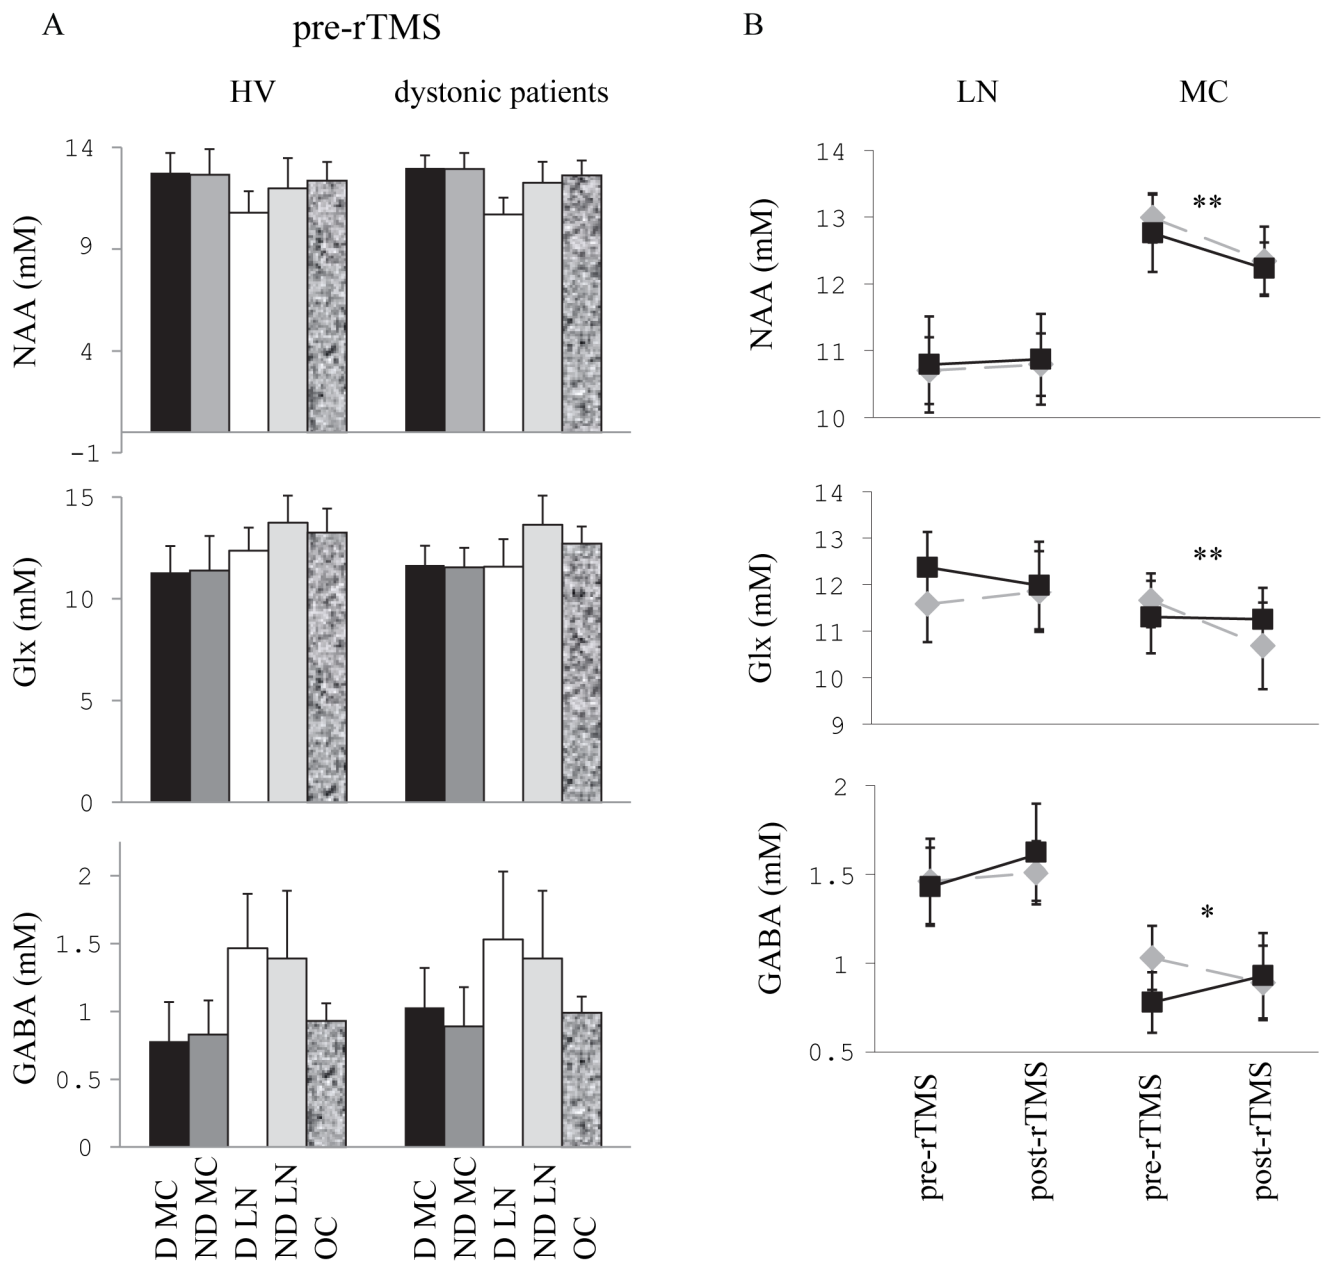 A
pre-rTMS
HV
dystonic patients
14
9
4
-1
NAA (mM)
15
10
5
0
Glx (mM)
2
1.5
1
0.5
0
GABA (mM)
D MC
ND MC
D LN
ND LN
OC
D MC
ND MC
D LN
ND LN
OC
B
LN
MC
14
13
12
11
10
NAA (mM)
**
14
13
12
11
10
9
Glx (mM)
**
2
1.5
1
0.5
GABA (mM)
*
pre-rTMS
post-rTMS
pre-rTMS
post-rTMS